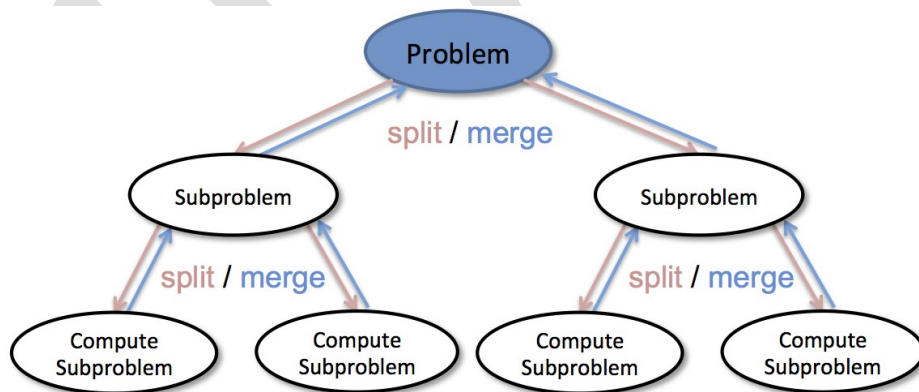 Problem
split / merge
Subproblem
Subproblem
split / merge
split / merge
Compute
Subproblem
Compute
Subproblem
Compute
Subproblem
Compute
Subproblem